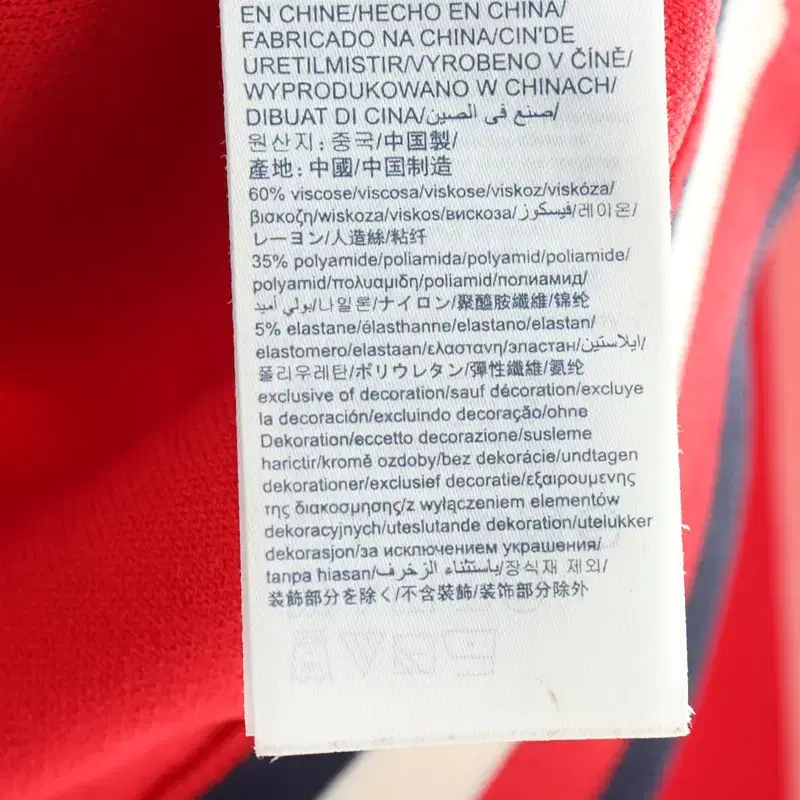 EN CHINE/HECHO EN CHINA/
FABRICADO NA CHINA/CIN'DE
URETILMISTIR/VYROBENO V ČÍNĚ/
WYPRODUKOWANO W CHINACH/
DIBUAT DI CINA/صنع في الصين/
원산지: 중국/中国製/
產地: 中國/中国制造
60% viscose/viscosa/viskose/viskoz/viskóza/
βισκοζη/wiskoza/viskos/вискоза/فيسكوز/레이온/
レーヨン/人造絲/粘纤
35% polyamide/poliamida/polyamid/poliamide/
polyamid/πολυαμιδη/poliamid/полиамид/
بولي أميد/나일론/ナイロン/聚醯胺纖維/锦纶
5% elastane/élasthanne/elastano/elastan/
elastomero/elastaan/ελαστανη/эластан/إيلاستين/
폴리우레탄/ポリウレタン/彈性纖維/氨纶
exclusive of decoration/sauf décoration/excluye
la decoración/excluindo decoração/ohne
Dekoration/eccetto decorazione/susleme
harictir/kromě ozdoby/bez dekorácie/undtagen
dekorationer/exclusief decoratie/εξαιρουμενης
της διακοσμησης/z wyłączeniem elementów
dekoracyjnych/uteslutande dekoration/utelukker
dekorasjon/за исключением украшения/
tanpa hiasan/باستثناء الزخرف/장식재 제외/
装飾部分を除く/不含裝飾/装饰部分除外